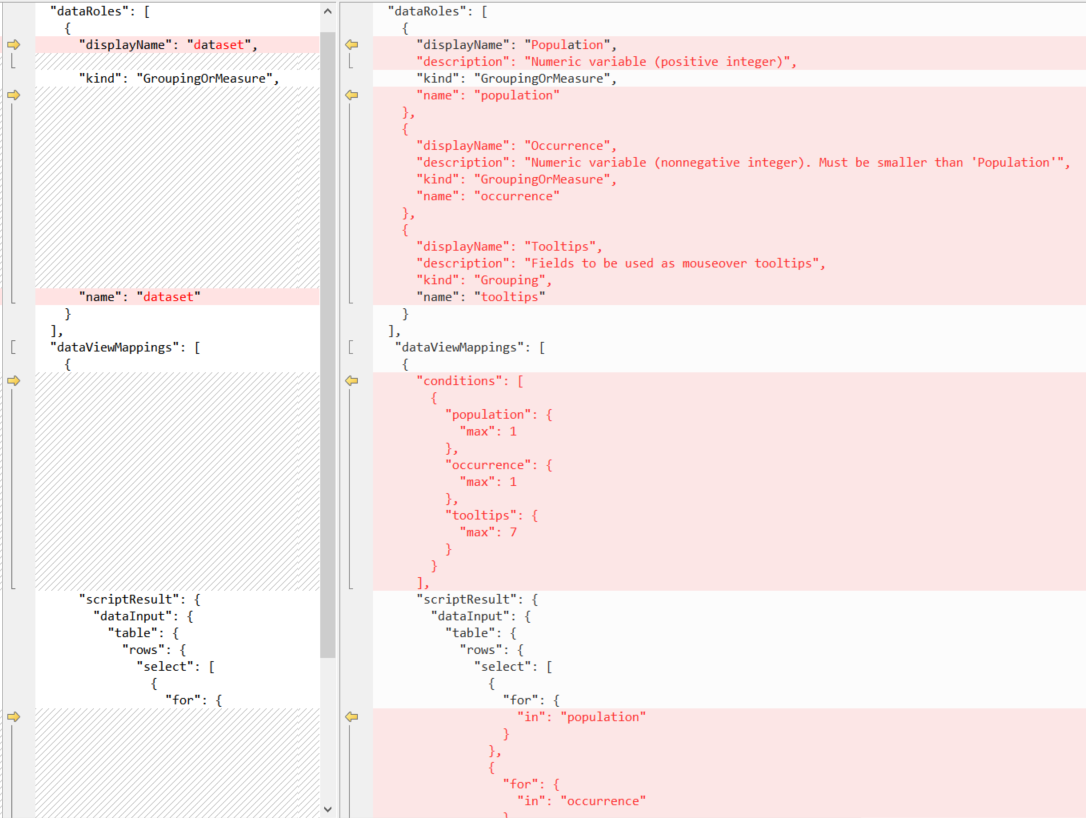 "dataRoles": [
{
"displayName": "dataset",
"kind": "GroupingOrMeasure",
"name": "dataset"
}
],
"dataViewMappings": [
{
"scriptResult": {
"dataInput": {
"table": {
"rows": {
"select": [
{
"for": {
"dataRoles": [
{
"displayName": "Population",
"description": "Numeric variable (positive integer)",
"kind": "GroupingOrMeasure",
"name": "population"
},
{
"displayName": "Occurrence",
"description": "Numeric variable (nonnegative integer). Must be smaller than 'Population'",
"kind": "GroupingOrMeasure",
"name": "occurrence"
},
{
"displayName": "Tooltips",
"description": "Fields to be used as mouseover tooltips",
"kind": "Grouping",
"name": "tooltips"
}
],
"dataViewMappings": [
{
"conditions": [
{
"population": {
"max": 1
},
"occurrence": {
"max": 1
},
"tooltips": {
"max": 7
}
}
],
"scriptResult": {
"dataInput": {
"table": {
"rows": {
"select": [
{
"for": {
"in": "population"
}
},
{
"for": {
"in": "occurrence"
}